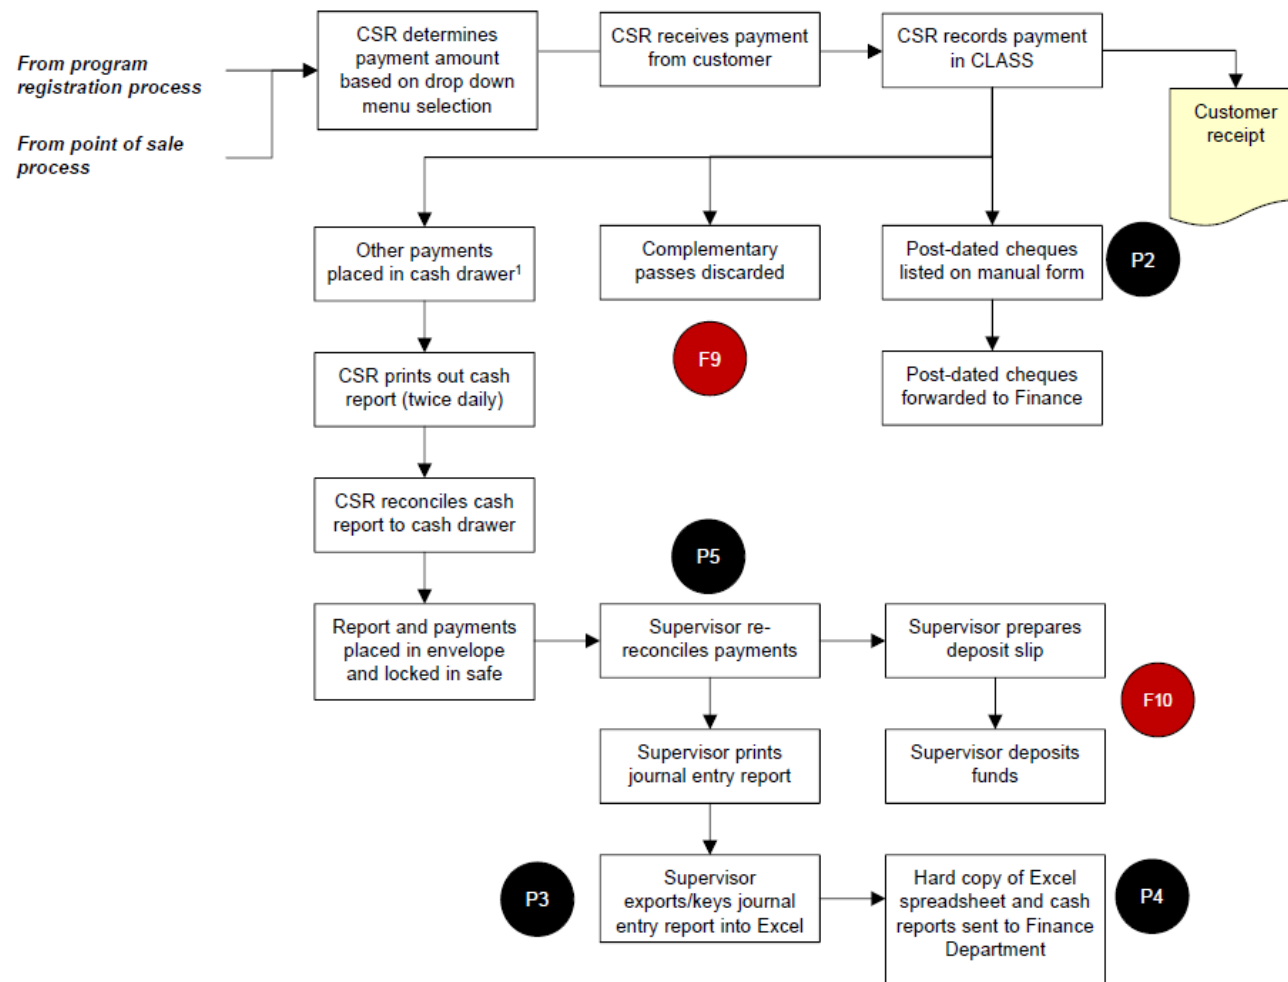 From program
registration process
From point of sale
process
CSR determines
payment amount
based on drop down
menu selection
CSR receives payment
from customer
CSR records payment
in CLASS
Customer
receipt
Other payments
placed in cash drawer¹
Complementary
passes discarded
Post-dated cheques
listed on manual form
P2
F9
CSR prints out cash
report (twice daily)
Post-dated cheques
forwarded to Finance
CSR reconciles cash
report to cash drawer
P5
Report and payments
placed in envelope
and locked in safe
Supervisor re-
reconciles payments
Supervisor prepares
deposit slip
F10
Supervisor prints
journal entry report
Supervisor deposits
funds
P3
Supervisor
exports/keys journal
entry report into Excel
Hard copy of Excel
spreadsheet and cash
reports sent to Finance
Department
P4